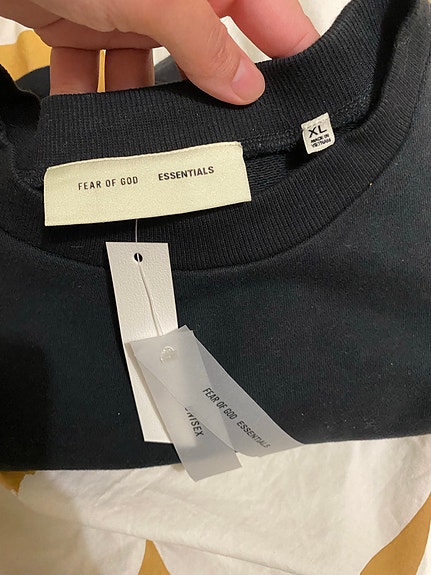 FEAR OF GOD ESSENTIALS
XL
MADE IN
VIETNAM
FEAR OF GOD ESSENTIALS